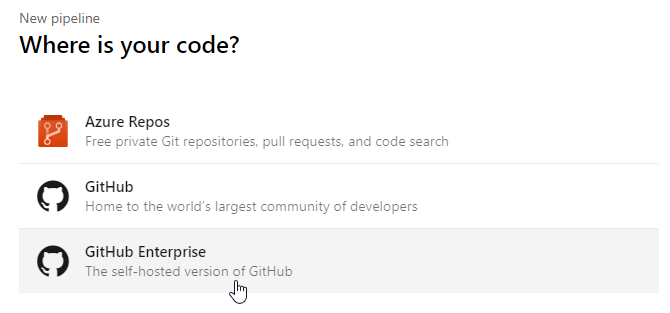 New pipeline
Where is your code?
Azure Repos
Free private Git repositories, pull requests, and code search
GitHub
Home to the world's largest community of developers
GitHub Enterprise
The self-hosted version of GitHub